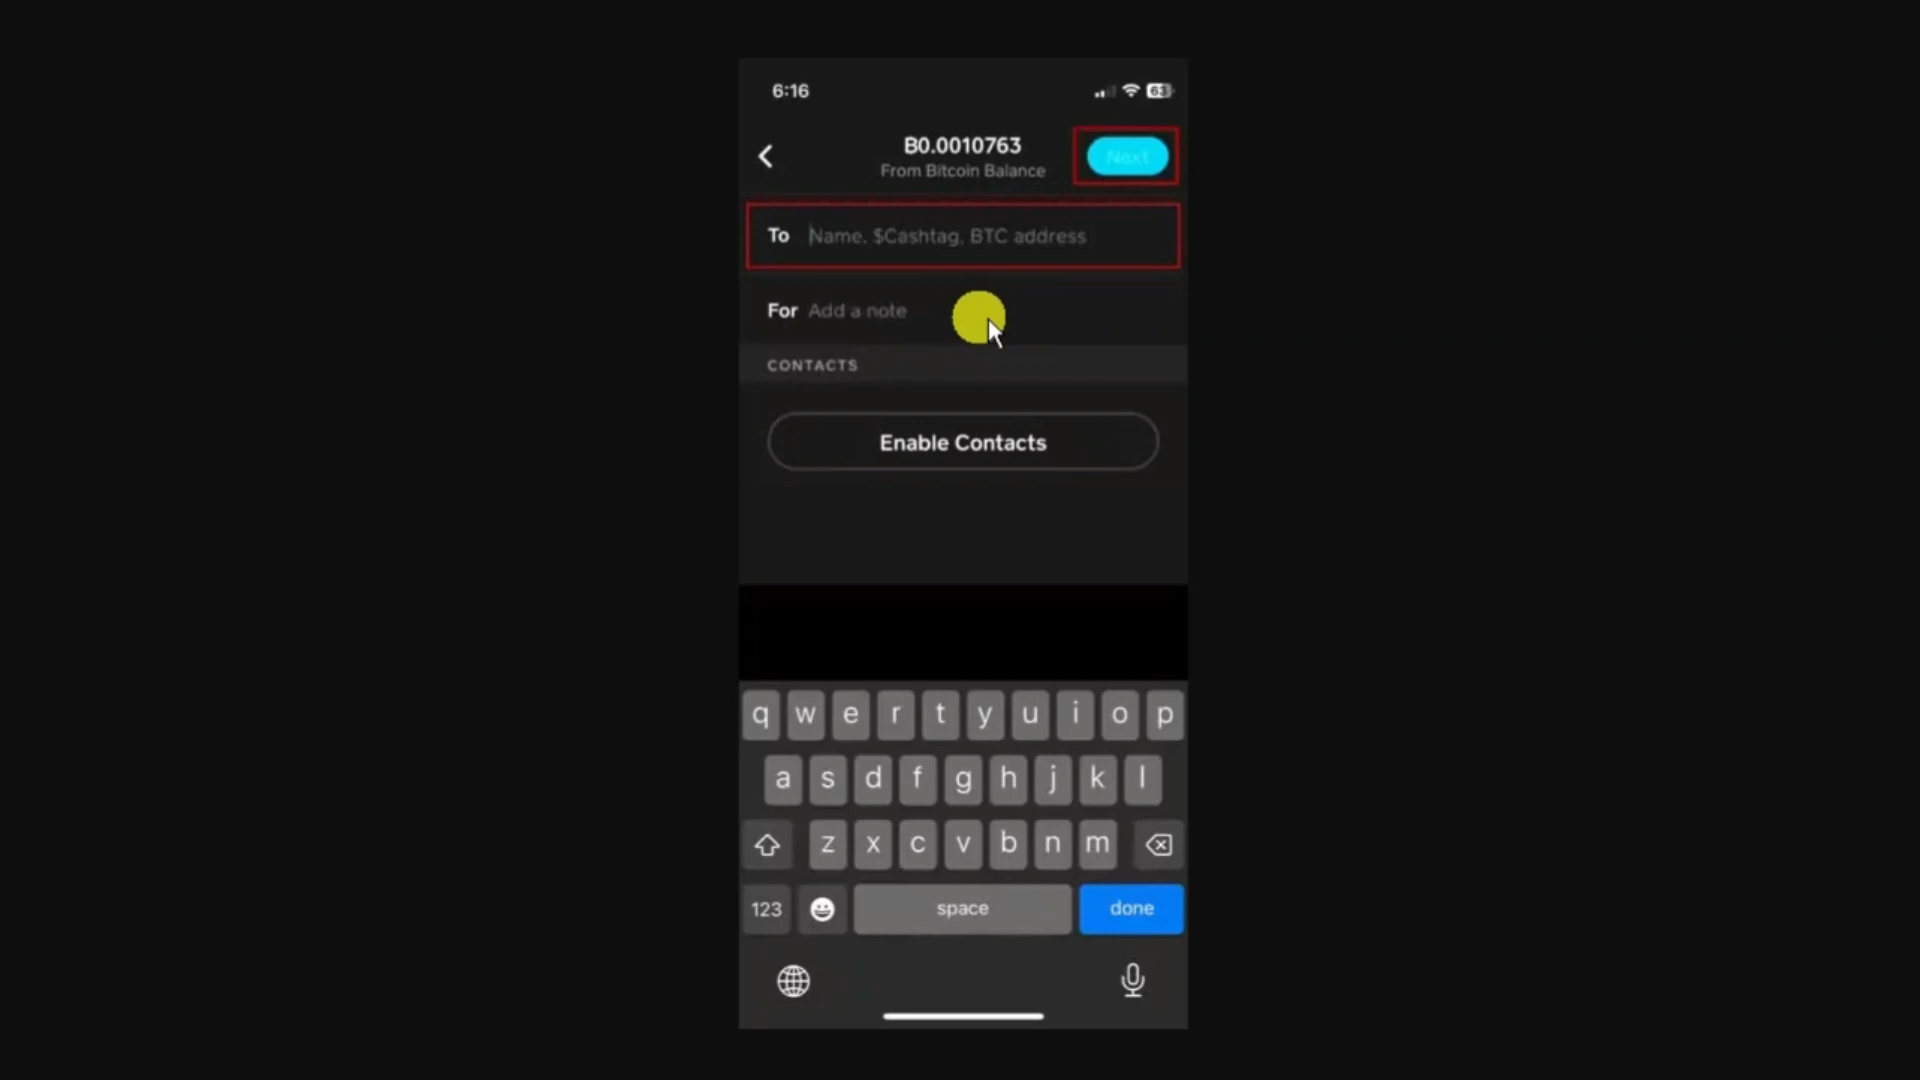 6:16
63
B0.0010763
Next
From Bitcoin Balance
To Name, $Cashtag, BTC address
For Add a note
CONTACTS
Enable Contacts
q w e r t y u i o p
a s d f g h j k l
z x c v b n m
123 space done